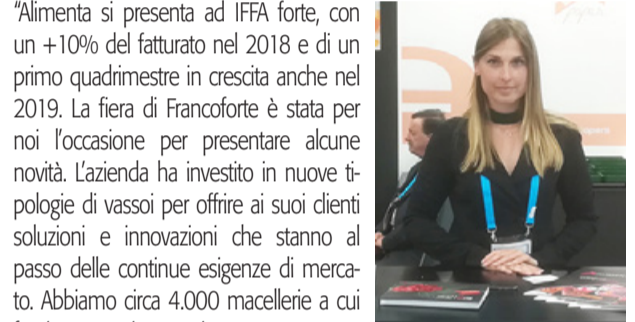 “Alimenta si presenta ad IFFA forte, con
un +10% del fatturato nel 2018 e di un
primo quadrimestre in crescita anche nel
2019. La fiera di Francoforte è stata per
noi l’occasione per presentare alcune
novità. L’azienda ha investito in nuove ti-
pologie di vassoi per offrire ai suoi clienti
soluzioni e innovazioni che stanno al
passo delle continue esigenze di merca-
to. Abbiamo circa 4.000 macellerie a cui